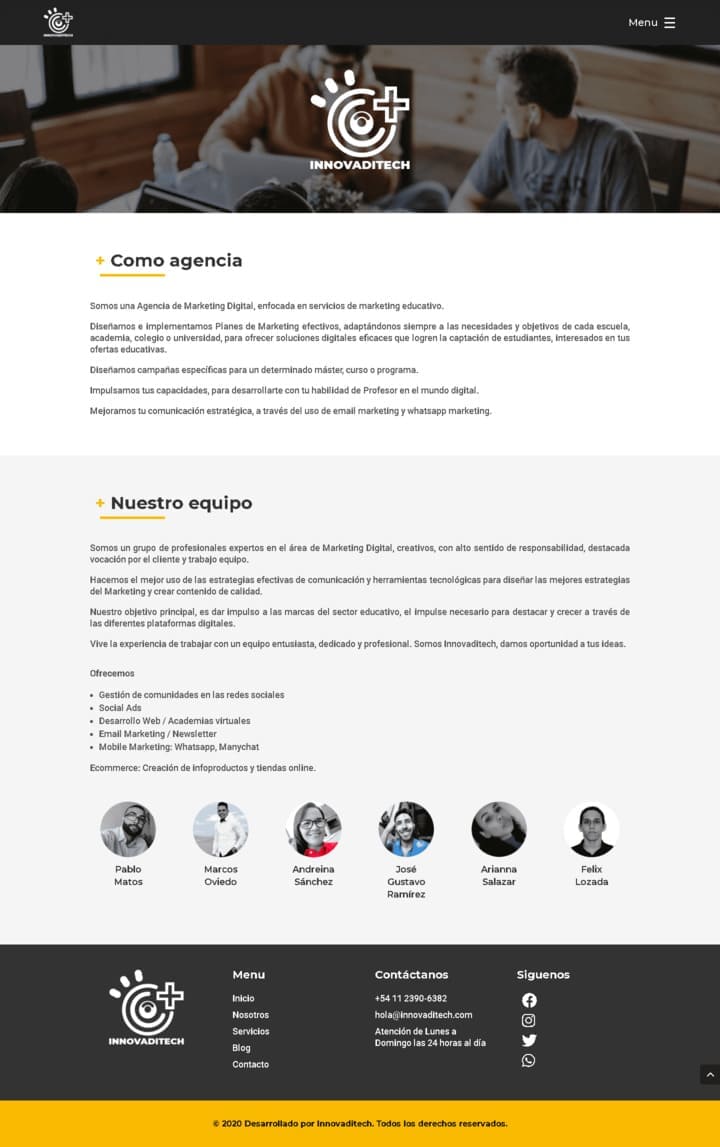 INNOVADITECH
Menu
INNOVADITECH
+ Como agencia
Somos una Agencia de Marketing Digital, enfocada en servicios de marketing educativo.
Diseñamos e implementamos Planes de Marketing efectivos, adaptándonos siempre a las necesidades y objetivos de cada escuela,
academia, colegio o universidad, para ofrecer soluciones digitales eficaces que logren la captación de estudiantes, interesados en tus
ofertas educativas.
Diseñamos campañas específicas para un determinado máster, curso o programa.
Impulsamos tus capacidades, para desarrollarte con tu habilidad de Profesor en el mundo digital.
Mejoramos tu comunicación estratégica, a través del uso de email marketing y whatsapp marketing.
+ Nuestro equipo
Somos un grupo de profesionales expertos en el área de Marketing Digital, creativos, con alto sentido de responsabilidad, destacada
vocación por el cliente y trabajo equipo.
Hacemos el mejor uso de las estrategias efectivas de comunicación y herramientas tecnológicas para diseñar las mejores estrategias
del Marketing y crear contenido de calidad.
Nuestro objetivo principal, es dar impulso a las marcas del sector educativo, el impulse necesario para destacar y crecer a través de
las diferentes plataformas digitales.
Vive la experiencia de trabajar con un equipo entusiasta, dedicado y profesional. Somos Innovaditech, damos oportunidad a tus ideas.
Ofrecemos
• Gestión de comunidades en las redes sociales
• Social Ads
• Desarrollo Web / Academias virtuales
• Email Marketing / Newsletter
• Mobile Marketing: Whatsapp, Manychat
Ecommerce: Creación de infoproductos y tiendas online.
Pablo
Matos
Marcos
Oviedo
Andreina
Sánchez
José
Gustavo
Ramírez
Arianna
Salazar
Felix
Lozada
INNOVADITECH
Menu
Inicio
Nosotros
Servicios
Blog
Contacto
Contáctanos
+54 11 2390-6382
hola@innovaditech.com
Atención de Lunes a
Domingo las 24 horas al día
Siguenos
© 2020 Desarrollado por Innovaditech. Todos los derechos reservados.